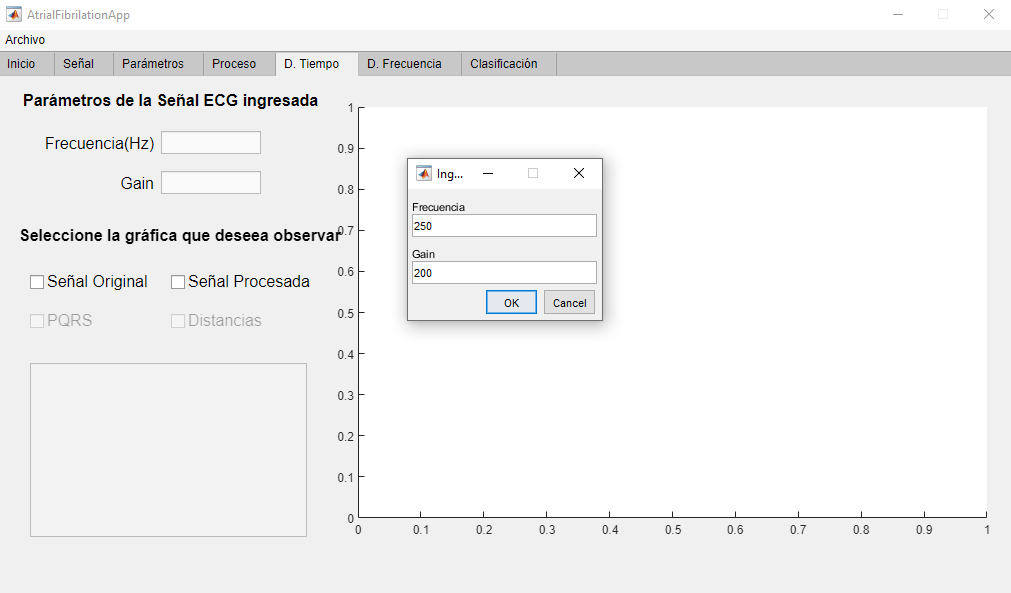 AtrialFibrilationApp
Archivo
Inicio Señal Parámetros Proceso D. Tiempo D. Frecuencia Clasificación
Parámetros de la Señal ECG ingresada
Frecuencia(Hz)
Gain
Seleccione la gráfica que deseea observar
Señal Original Señal Procesada
PQRS Distancias
1
0.9
0.8
0.7
0.6
0.5
0.4
0.3
0.2
0.1
0
0 0.1 0.2 0.3 0.4 0.5 0.6 0.7 0.8 0.9 1
Ing...
Frecuencia
250
Gain
200
OK Cancel